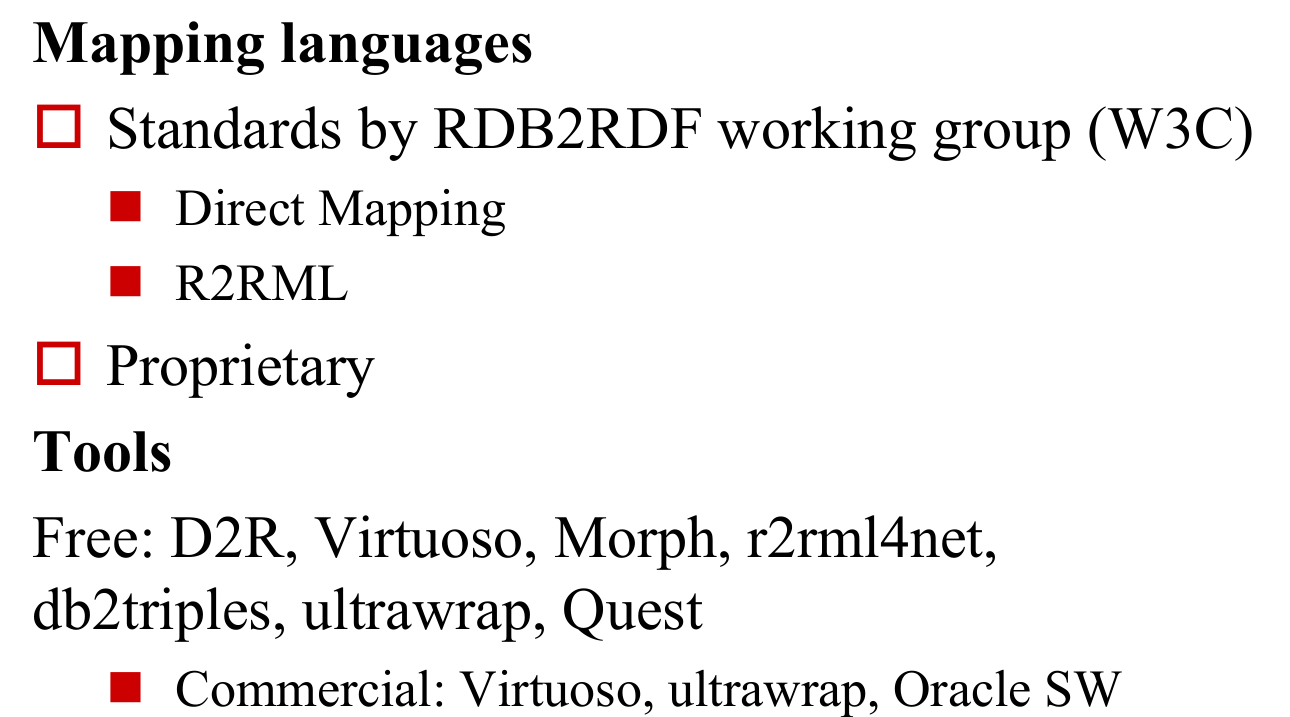 Mapping languages
Standards by RDB2RDF working group (W3C)
Direct Mapping
R2RML
Proprietary
Tools
Free: D2R, Virtuoso, Morph, r2rml4net,
db2triples, ultrawrap, Quest
Commercial: Virtuoso, ultrawrap, Oracle SW